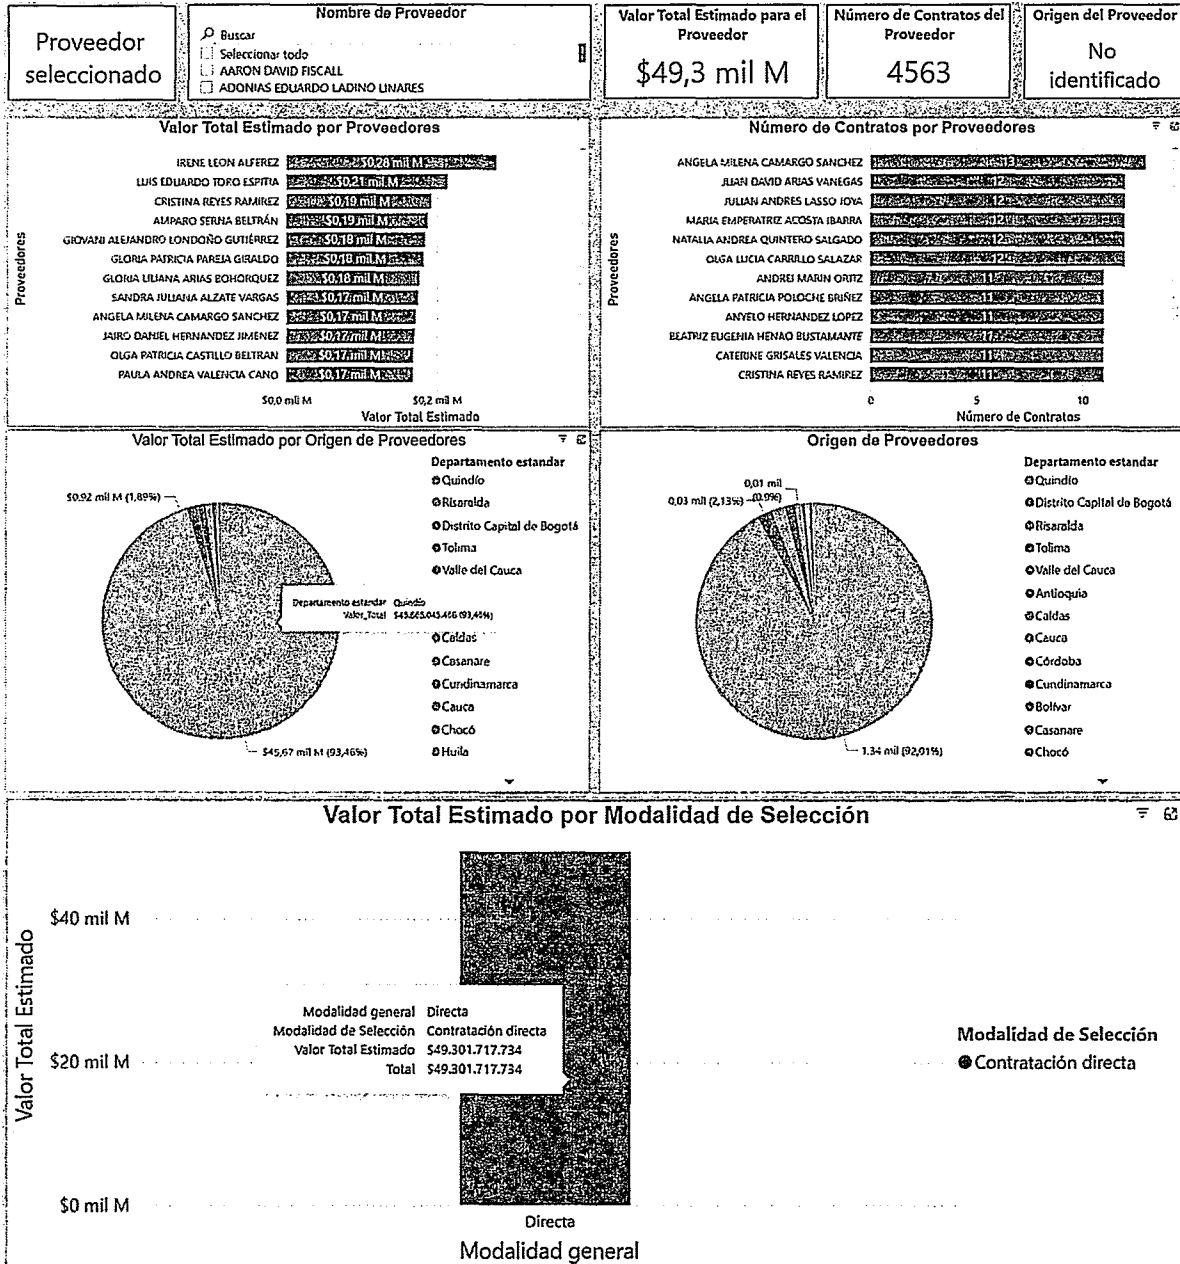 Proveedor
seleccionado
Nombre de Proveedor
Buscar
Seleccionar todo
AARON DAVID FISCALL
ADONIAS EDUARDO LADINO LINARES
Valor Total Estimado para el
Proveedor
$49,3 mil M
Número de Contratos del
Proveedor
4563
Origen del Proveedor
No
identificado
Valor Total Estimado por Proveedores
Proveedores
IRENE LEON ALFEREZ $0,28 mil M
LUIS EDUARDO TORO ESPITIA $0,21 mil M
CRISTINA REYES RAMIREZ $0,19 mil M
AMPARO SERNA BELTRÁN $0,19 mil M
GIOVANI ALEJANDRO LONDOÑO GUTIÉRREZ $0,18 mil M
GLORIA PATRICIA PAREJA GIRALDO $0,18 mil M
GLORIA LILIANA ARIAS BOHORQUEZ $0,18 mil M
SANDRA JULIANA ALZATE VARGAS $0,17 mil M
ANGELA MILENA CAMARGO SANCHEZ $0,17 mil M
JAIRO DANIEL HERNANDEZ JIMENEZ $0,17 mil M
OLGA PATRICIA CASTILLO BELTRAN $0,17 mil M
PAULA ANDREA VALENCIA CANO $0,17 mil M
$0,0 mil M $0,2 mil M
Valor Total Estimado
Número de Contratos por Proveedores
Proveedores
ANGELA MILENA CAMARGO SANCHEZ 13
JUAN DAVID ARIAS VANEGAS 12
JULIAN ANDRES LASSO JOYA 12
MARIA EMPERATRIZ ACOSTA IBARRA 12
NATALIA ANDREA QUINTERO SALGADO 12
OLGA LUCIA CARRILLO SALAZAR 12
ANDREI MARIN ORTIZ 11
ANGELA PATRICIA POLOCHE BRIÑEZ 11
ANYELO HERNANDEZ LOPEZ 11
BEATRIZ EUGENIA HENAO BUSTAMANTE 11
CATERINE GRISALES VALENCIA 11
CRISTINA REYES RAMIREZ 11
0 5 10
Número de Contratos
Valor Total Estimado por Origen de Proveedores
$0,92 mil M (1,89%)
Departamento estandar Quindío
Valor_Total
$45,67 mil M (93,46%)
Departamento estandar
Quindío
Risaralda
Distrito Capital de Bogotá
Tolima
Valle del Cauca
Caldas
Casanare
Cundinamarca
Cauca
Chocó
Huila
Origen de Proveedores
0,01 mil
(0,9%)
0,03 mil (2,13%)
1,34 mil (92,91%)
Departamento estandar
Quindío
Distrito Capital de Bogotá
Risaralda
Tolima
Valle del Cauca
Antioquia
Caldas
Cauca
Córdoba
Cundinamarca
Bolívar
Casanare
Chocó
Valor Total Estimado por Modalidad de Selección
Valor Total Estimado
$40 mil M
$20 mil M
$0 mil M
Modalidad general Directa
Modalidad de Selección Contratación directa
Valor Total Estimado $49.301.717.734
Total $49.301.717.734
Directa
Modalidad general
Modalidad de Selección
Contratación directa